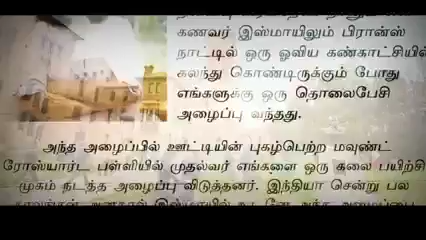 கணவர் இஸ்மாயிலும் பிரான்ஸ்
நாட்டில் ஒரு ஓவிய கண்காட்சியில்
கலந்து கொண்டிருக்கும் போது
எங்களுக்கு ஒரு தொலைபேசி
அழைப்பு வந்தது.
அந்த அழைப்பில் ஊட்டியின் புகழ்பெற்ற மவுண்ட்
ரோஸ்யார்ட பள்ளியில் முதல்வர் எங்களை ஒரு கலை பயிற்சி
முகம் நடத்த அழைப்பு விடுத்தனர். இந்தியா சென்று பல